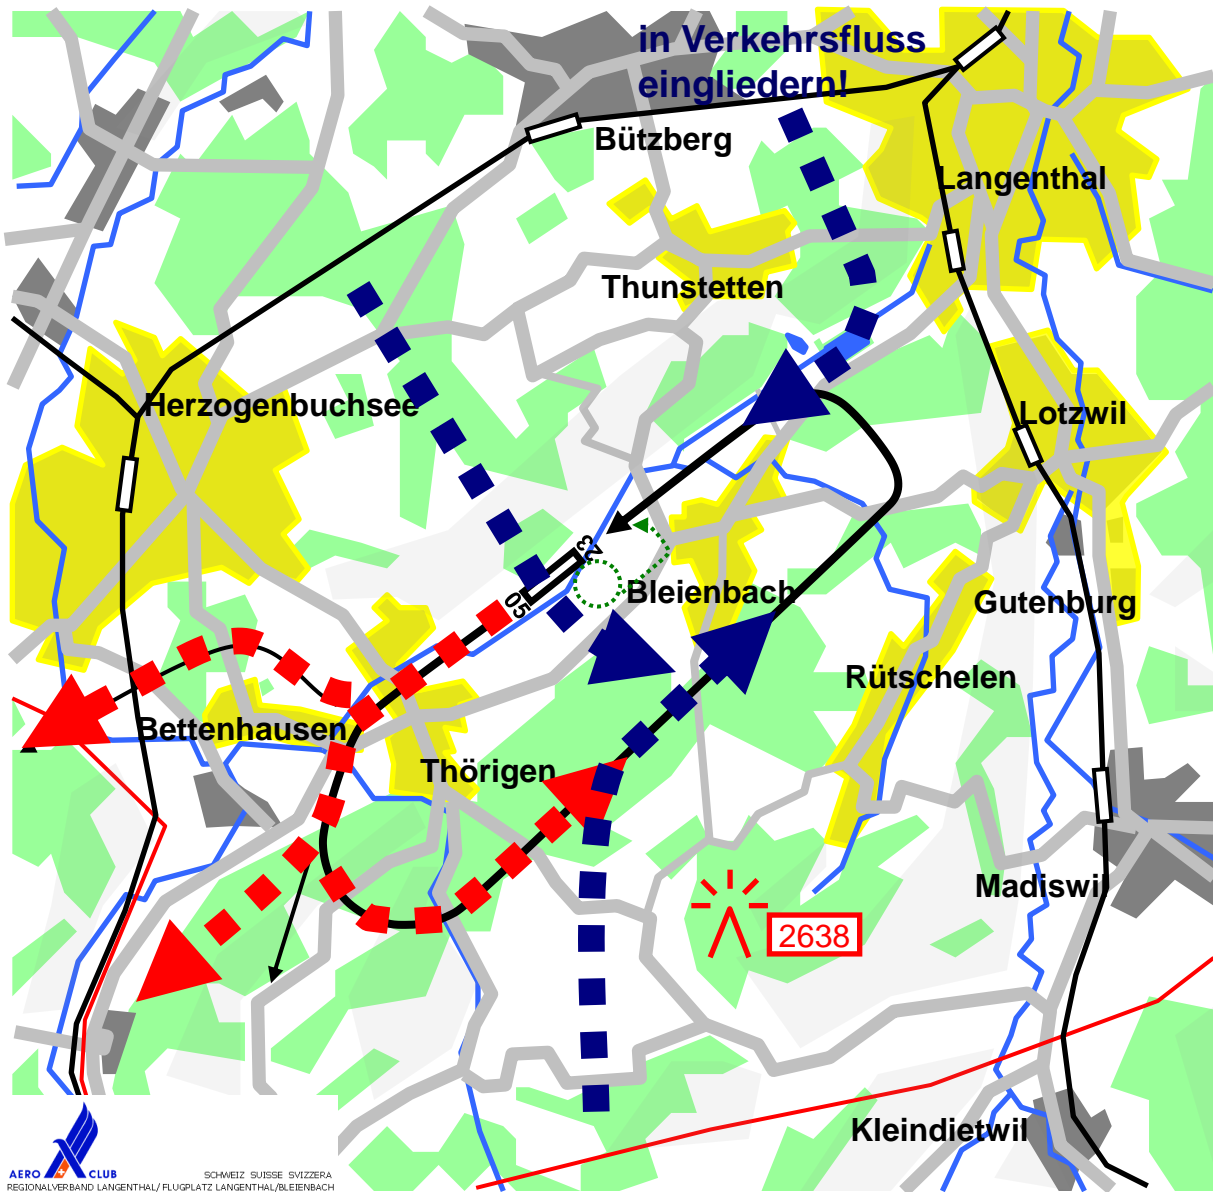 in Verkehrsfluss
eingliedern!
Bützberg
Langenthal
Thunstetten
Herzogenbuchsee
Lotzwil
23
05
Bleienbach
Gutenburg
Rütschelen
Bettenhausen
Thörigen
Madiswil
2638
Kleindietwil
AERO CLUB
SCHWEIZ SUISSE SVIZZERA
REGIONALVERBAND LANGENTHAL/ FLUGPLATZ LANGENTHAL/BLEIENBACH